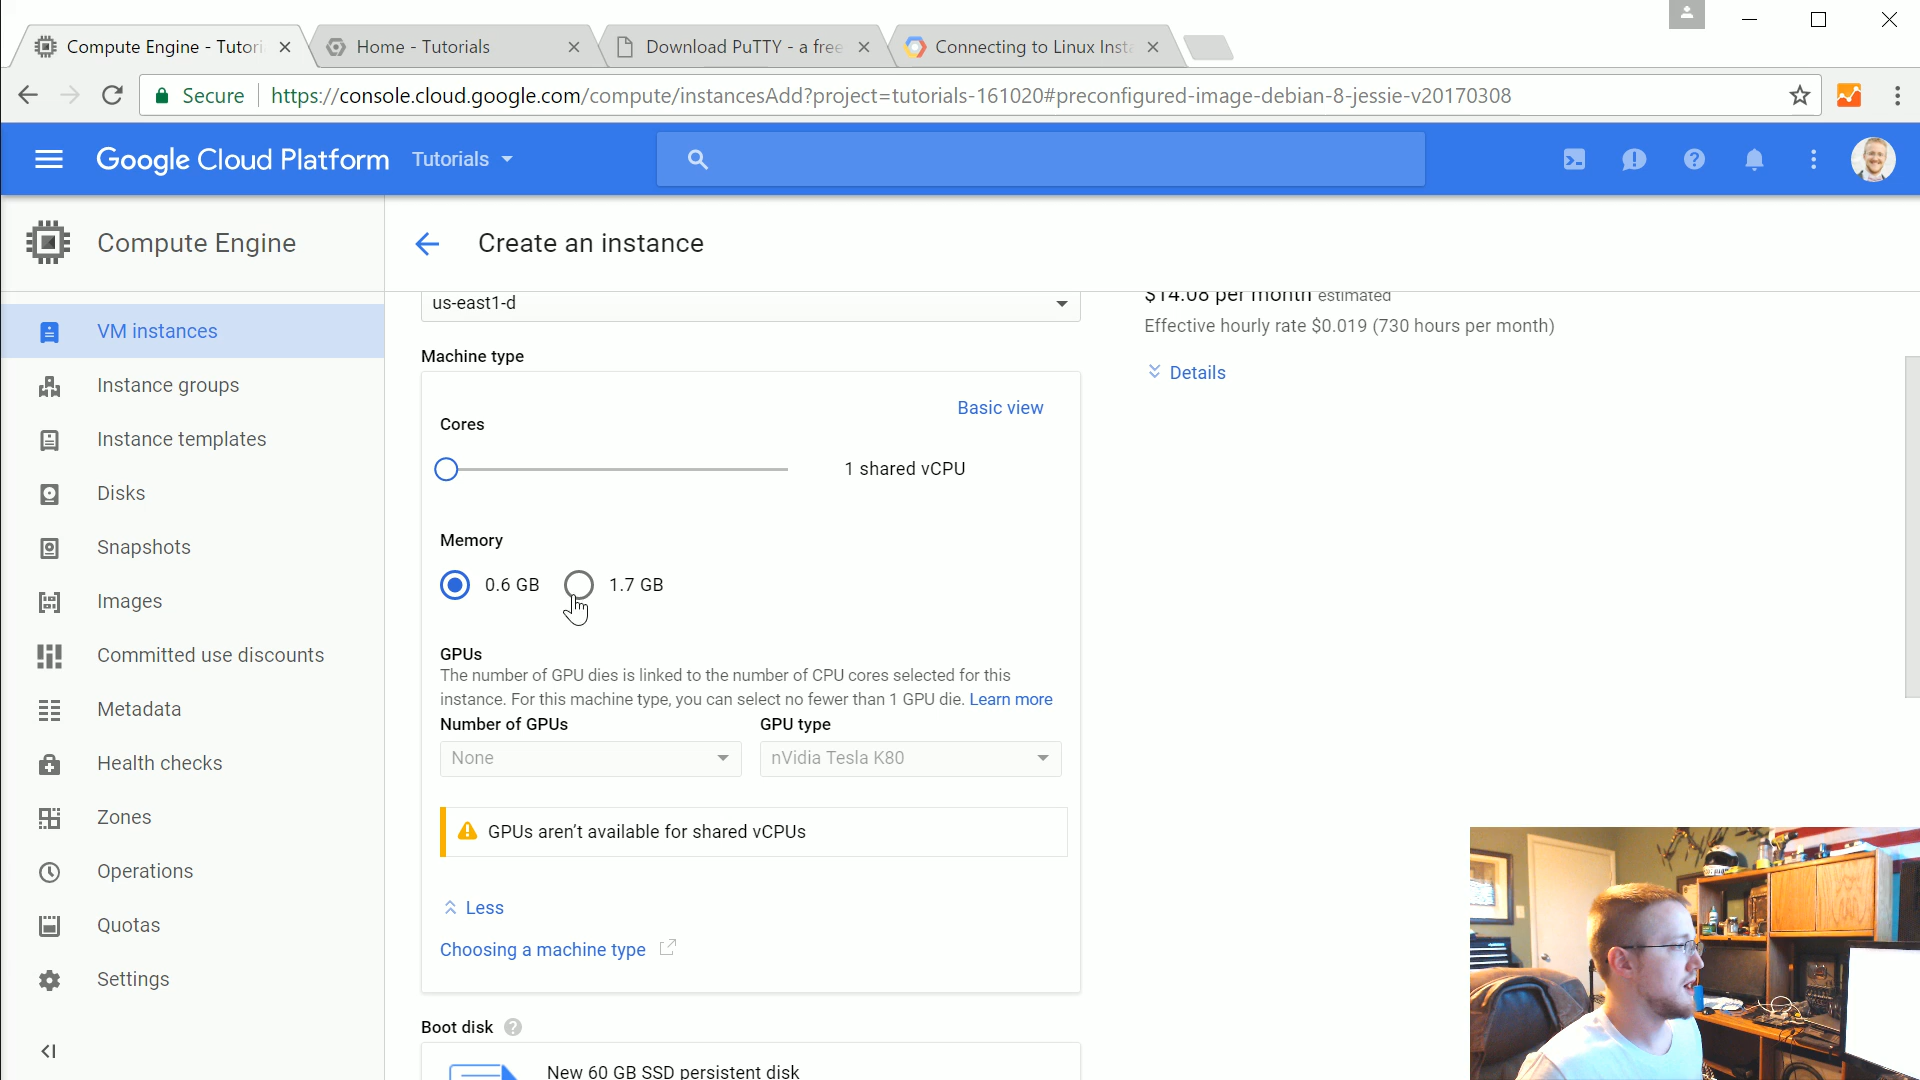 Compute Engine - Tutori
Home - Tutorials
Download PuTTY - a free
Connecting to Linux Insta
Secure
https://console.cloud.google.com/compute/instancesAdd?project=tutorials-161020#preconfigured-image-debian-8-jessie-v20170308
Google Cloud Platform
Tutorials
Compute Engine
Create an instance
VM instances
Instance groups
Instance templates
Disks
Snapshots
Images
Committed use discounts
Metadata
Health checks
Zones
Operations
Quotas
Settings
us-east1-d
Machine type
Basic view
Cores
1 shared vCPU
Memory
0.6 GB
1.7 GB
GPUs
The number of GPU dies is linked to the number of CPU cores selected for this
instance. For this machine type, you can select no fewer than 1 GPU die. Learn more
Number of GPUs
GPU type
None
nVidia Tesla K80
GPUs aren't available for shared vCPUs
Less
Choosing a machine type
Boot disk
New 60 GB SSD persistent disk
$14.08 per month estimated
Effective hourly rate $0.019 (730 hours per month)
Details